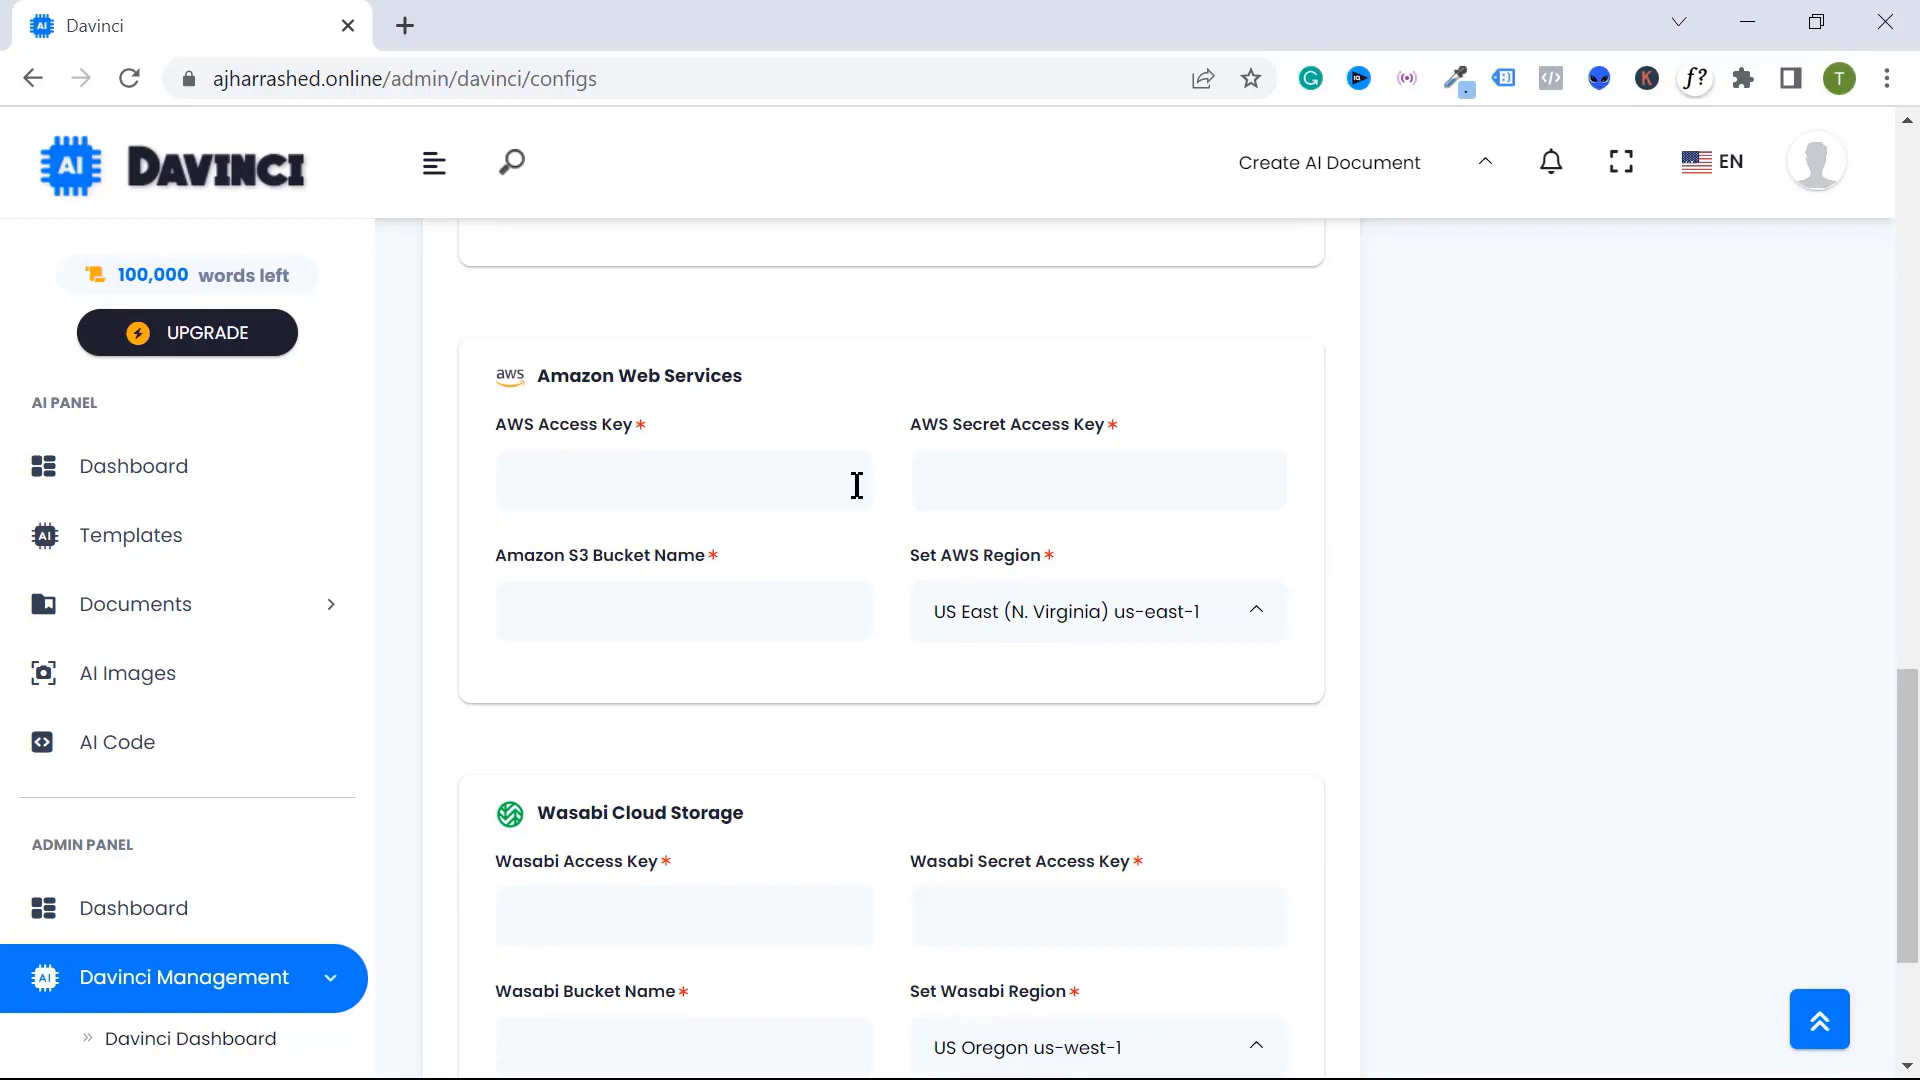 Davinci
ajharrashed.online/admin/davinci/configs
T
AI DAVINCI
Create AI Document
EN
100,000 words left
UPGRADE
AI PANEL
Dashboard
Templates
Documents
AI Images
AI Code
ADMIN PANEL
Dashboard
Davinci Management
Davinci Dashboard
aws Amazon Web Services
AWS Access Key *
AWS Secret Access Key *
Amazon S3 Bucket Name *
Set AWS Region *
US East (N. Virginia) us-east-1
Wasabi Cloud Storage
Wasabi Access Key *
Wasabi Secret Access Key *
Wasabi Bucket Name *
Set Wasabi Region *
US Oregon us-west-1